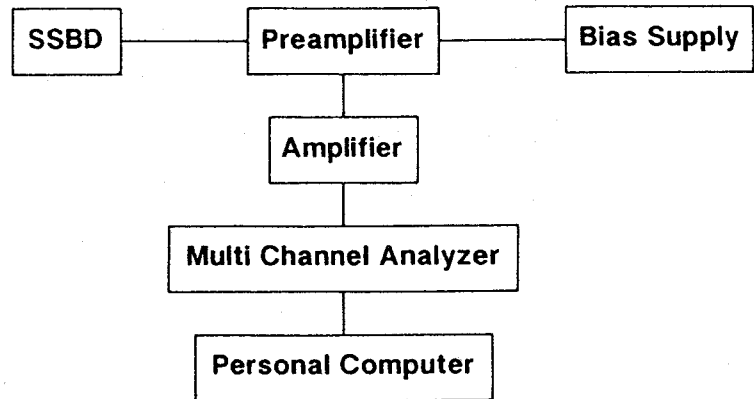 SSBD
Preamplifier
Bias Supply
Amplifier
Multi Channel Analyzer
Personal Computer